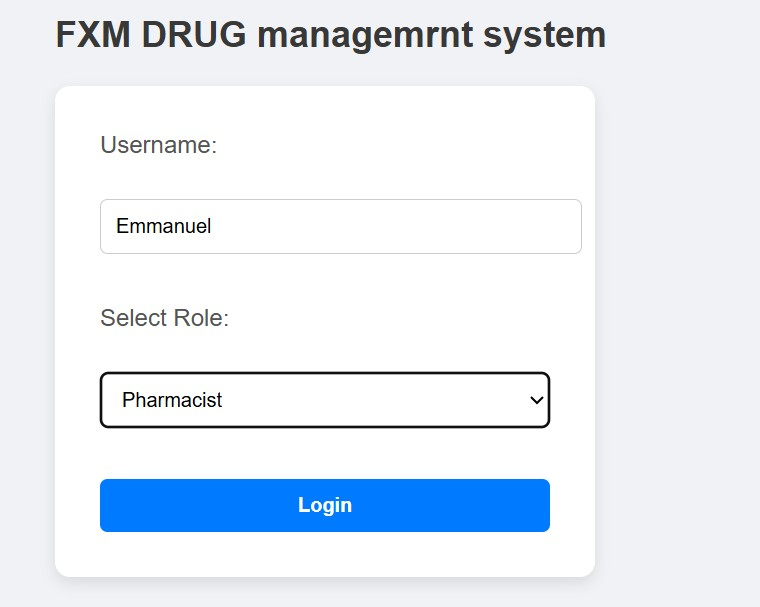 FXM DRUG managemrnt system
Username:
Emmanuel
Select Role:
Pharmacist
Login